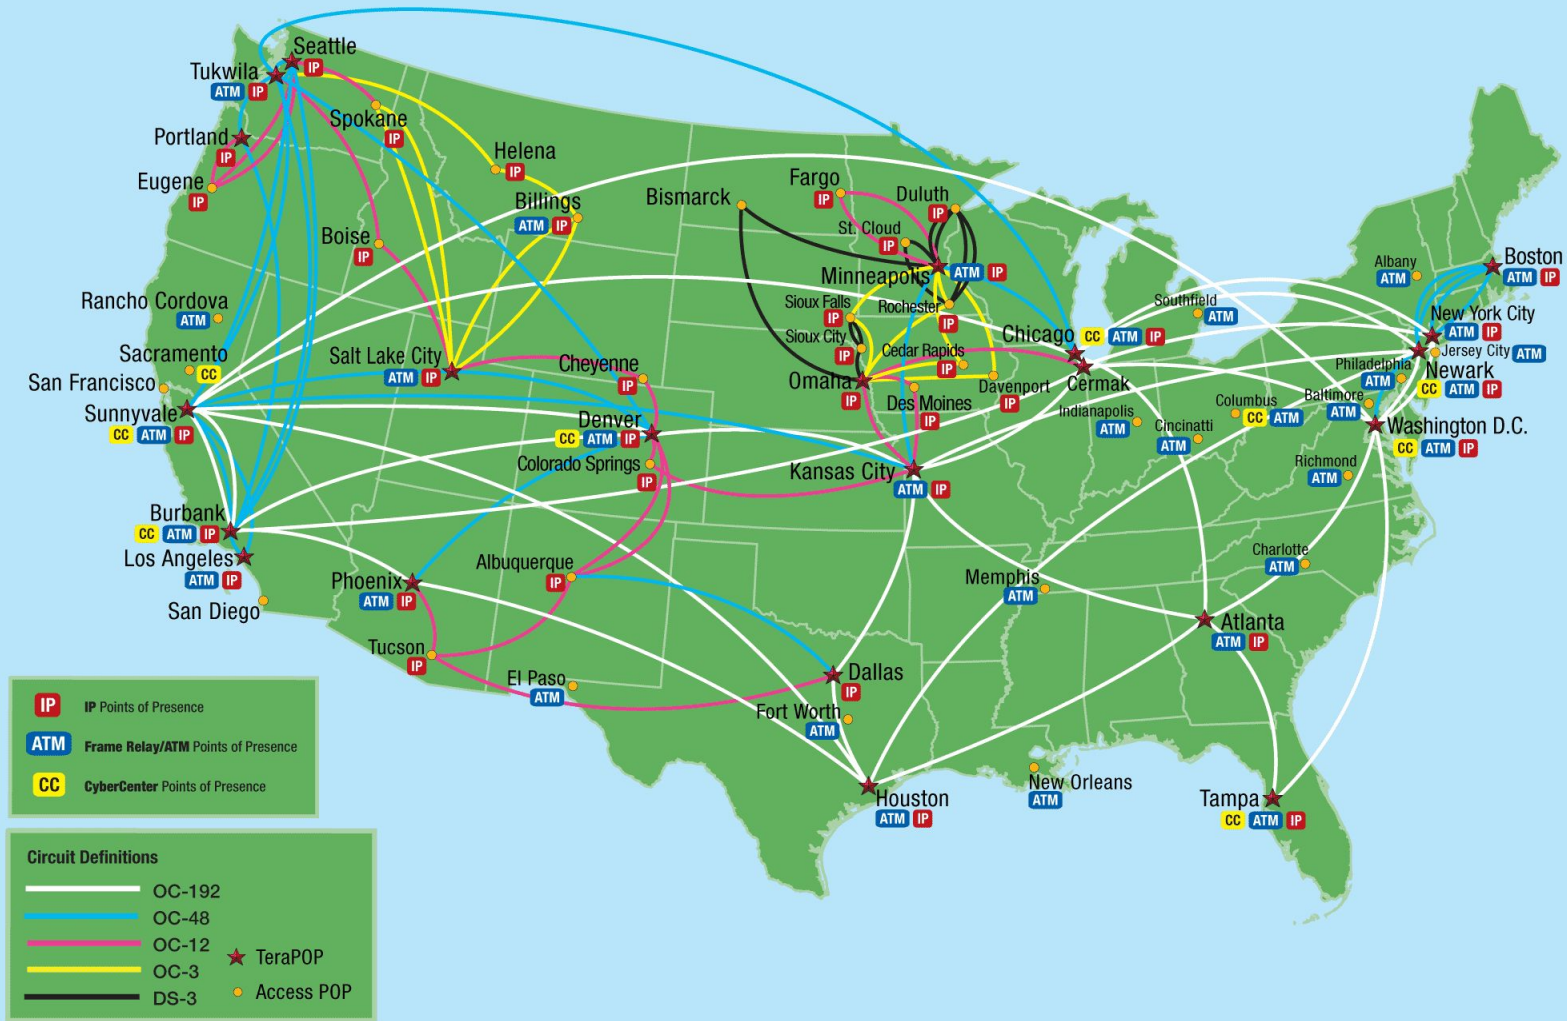 Seattle
IP
Tukwila
ATM IP
Spokane
IP
Portland
IP
Helena
IP
Eugene
IP
Billings
ATM IP
Boise
IP
Bismarck
Fargo
IP
Duluth
IP
St. Cloud
IP
Minneapolis
ATM IP
Albany
ATM
Boston
ATM IP
Rancho Cordova
ATM
Sioux Falls
IP
Rochester
IP
Southfield
ATM
New York City
ATM IP
Sacramento
CC
Salt Lake City
ATM IP
Cheyenne
IP
Sioux City
IP
Cedar Rapids
IP
Chicago
CC ATM IP
Cermak
Jersey City ATM
Philadelphia
ATM
Newark
CC ATM IP
San Francisco
Sunnyvale
CC ATM IP
Omaha
IP
Des Moines
IP
Davenport
IP
Indianapolis
ATM
Cincinatti
ATM
Columbus
CC ATM
Baltimore
ATM
Washington D.C.
CC ATM IP
Denver
CC ATM IP
Colorado Springs
IP
Kansas City
ATM IP
Richmond
ATM
Burbank
CC ATM IP
Los Angeles
ATM IP
San Diego
Phoenix
ATM IP
Albuquerque
IP
Memphis
ATM
Charlotte
ATM
Atlanta
ATM IP
Tucson
IP
El Paso
ATM
Dallas
IP
Fort Worth
ATM
Houston
ATM IP
New Orleans
ATM
Tampa
CC ATM IP
IP IP Points of Presence
ATM Frame Relay/ATM Points of Presence
CC CyberCenter Points of Presence
Circuit Definitions
OC-192
OC-48
OC-12
OC-3
DS-3
TeraPOP
Access POP